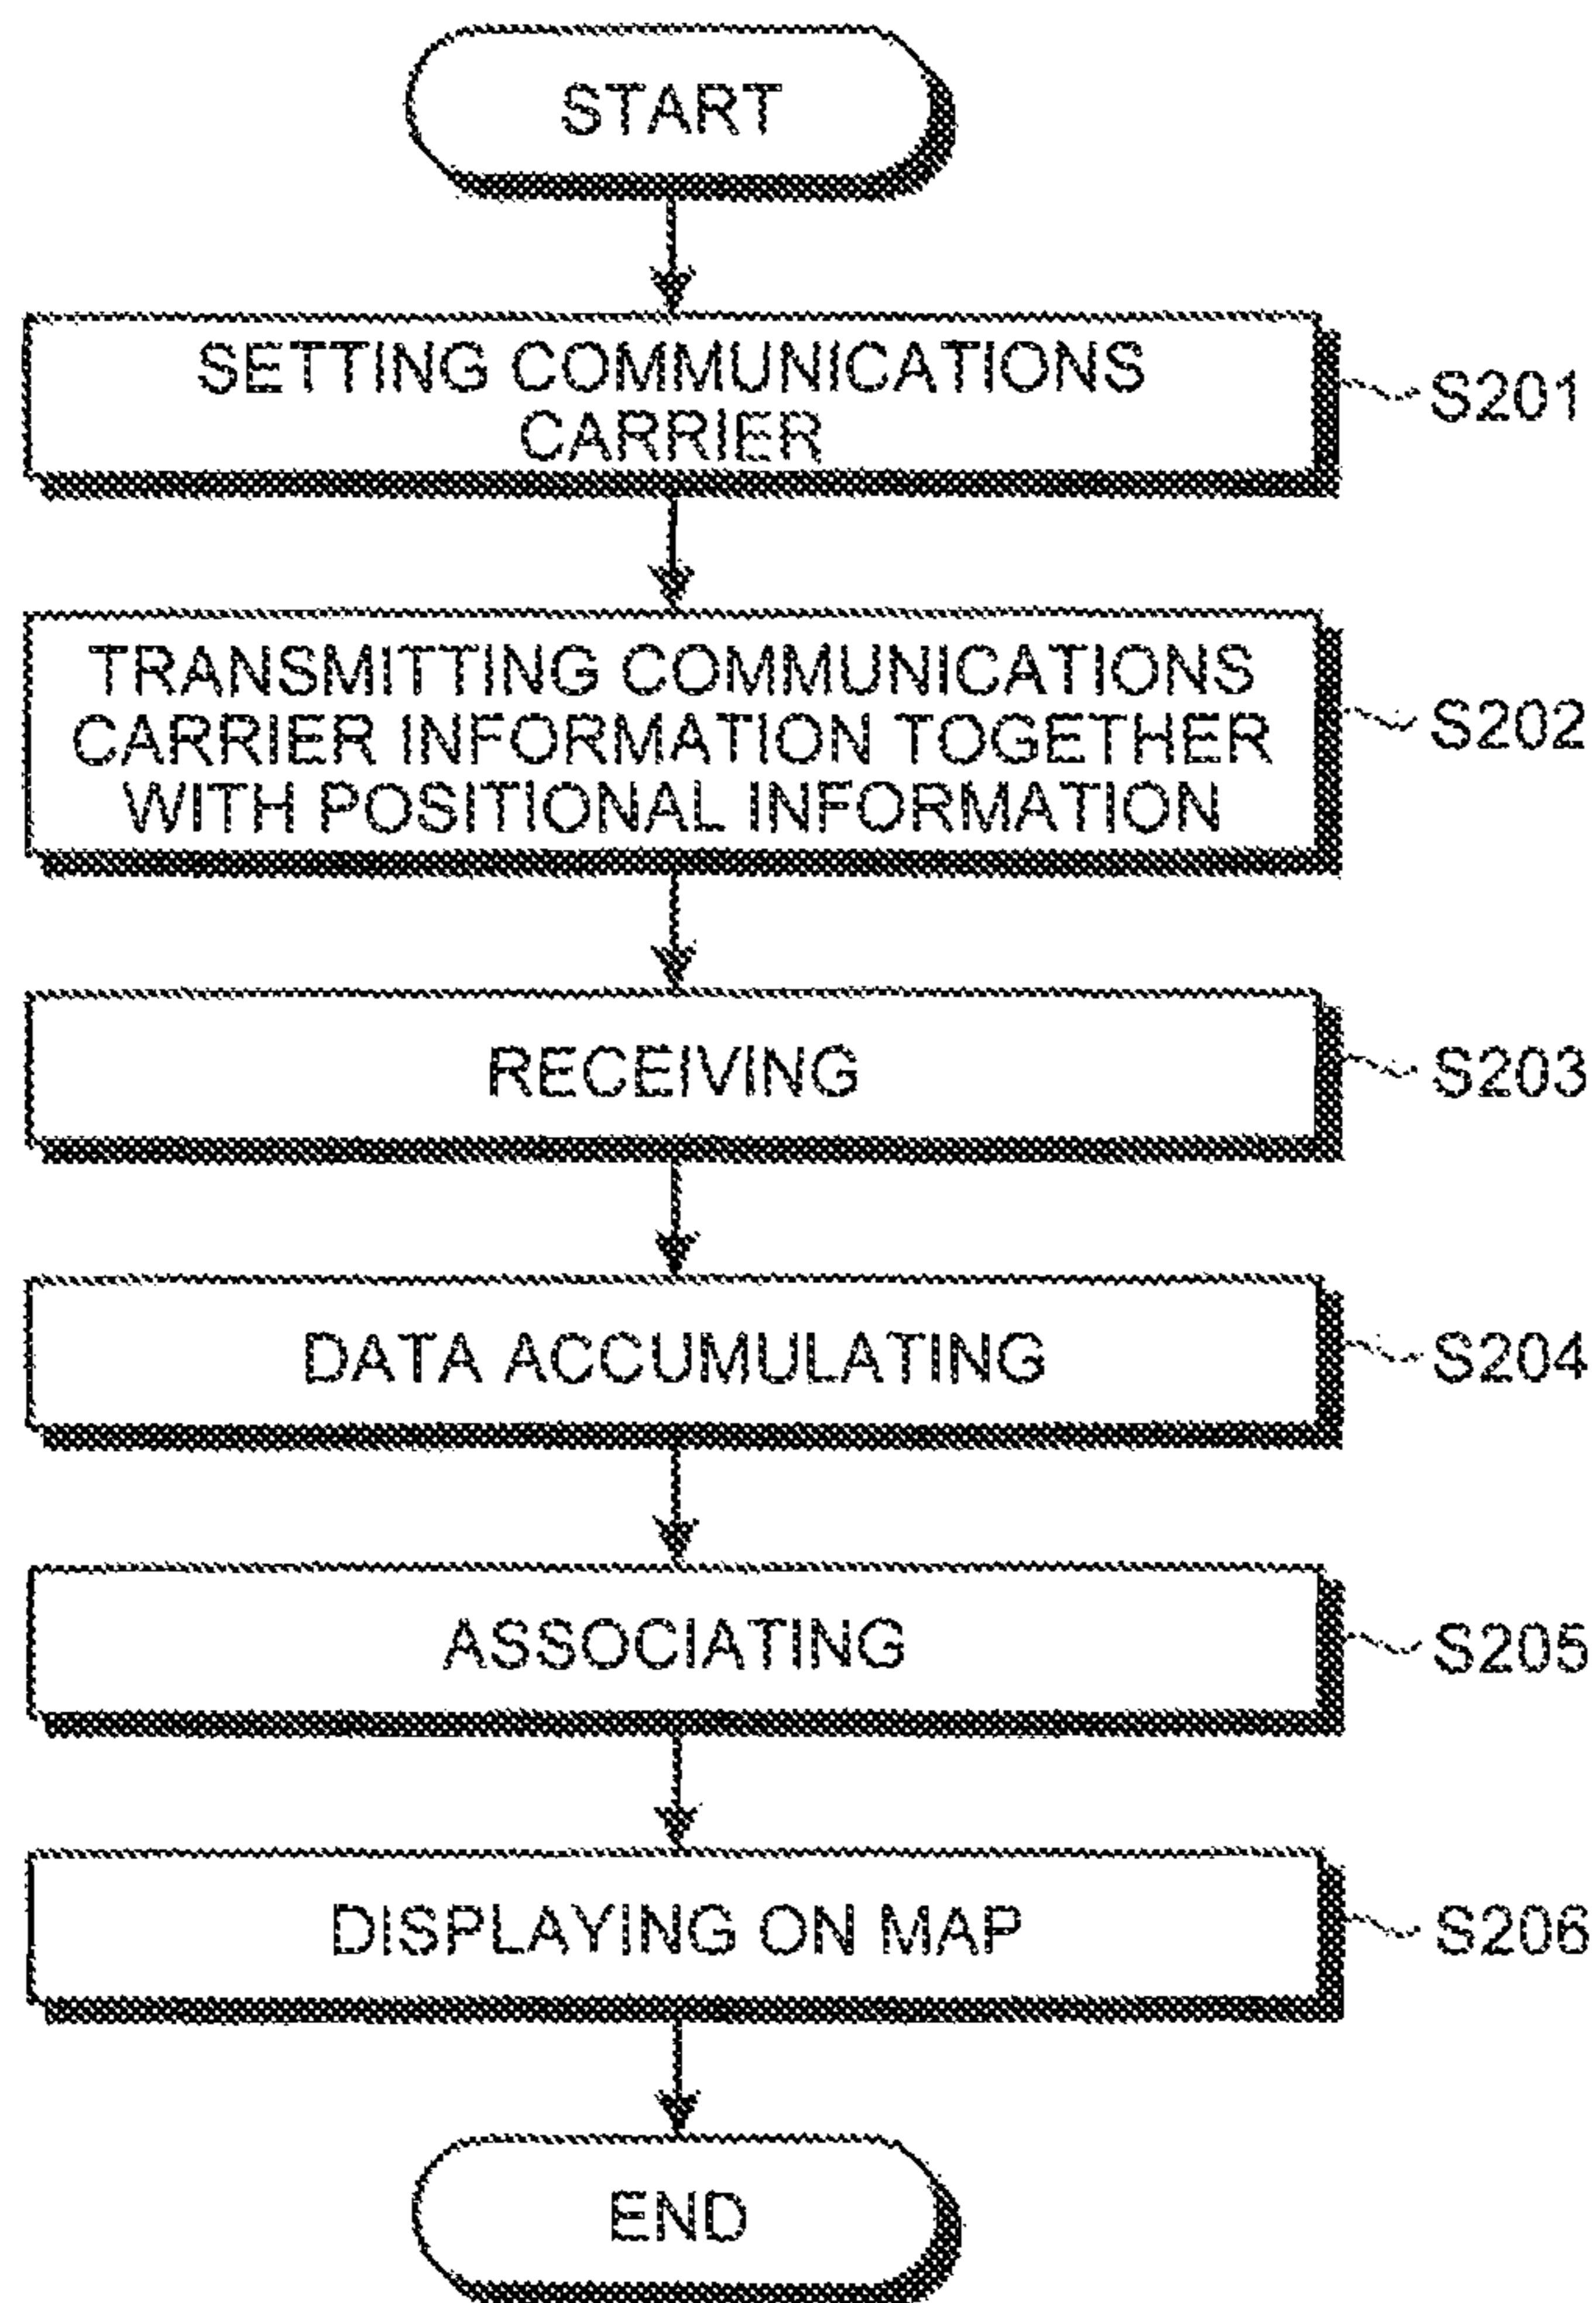 START
SETTING COMMUNICATIONS
CARRIER
S201
TRANSMITTING COMMUNICATIONS
CARRIER INFORMATION TOGETHER
WITH POSITIONAL INFORMATION
S202
RECEIVING
S203
DATA ACCUMULATING
S204
ASSOCIATING
S205
DISPLAYING ON MAP
S206
END